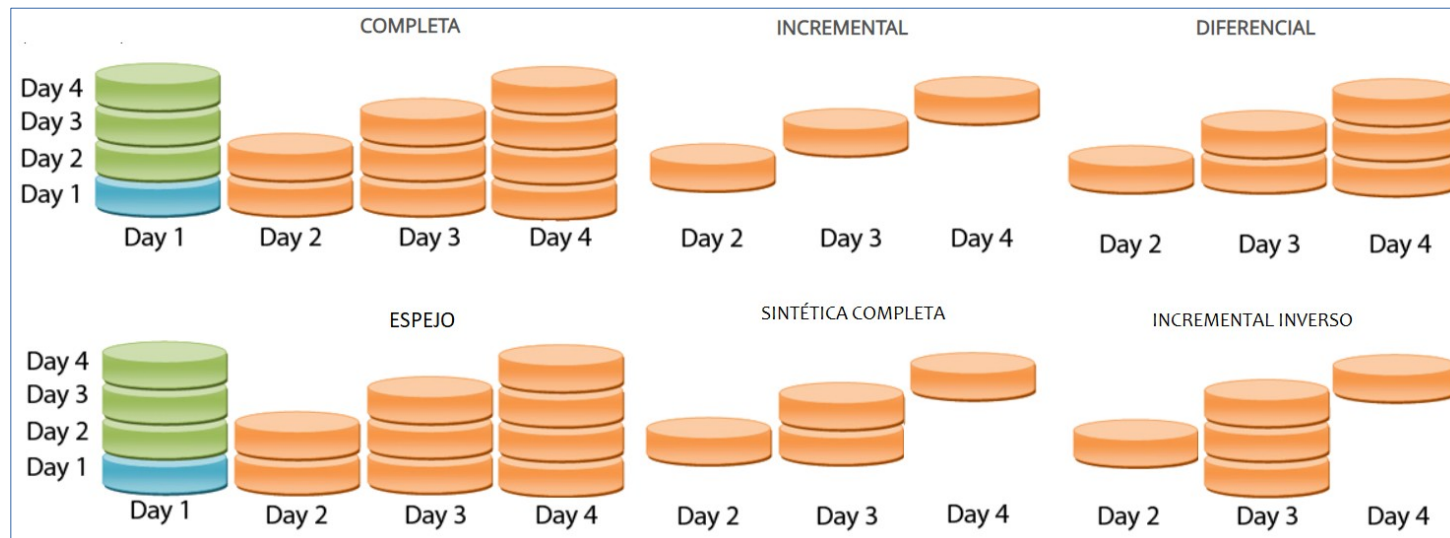 COMPLETA
INCREMENTAL
DIFERENCIAL
Day 4
Day 3
Day 2
Day 1
Day 1
Day 2
Day 3
Day 4
Day 2
Day 3
Day 4
Day 2
Day 3
Day 4
ESPEJO
SINTÉTICA COMPLETA
INCREMENTAL INVERSO
Day 4
Day 3
Day 2
Day 1
Day 1
Day 2
Day 3
Day 4
Day 2
Day 3
Day 4
Day 2
Day 3
Day 4